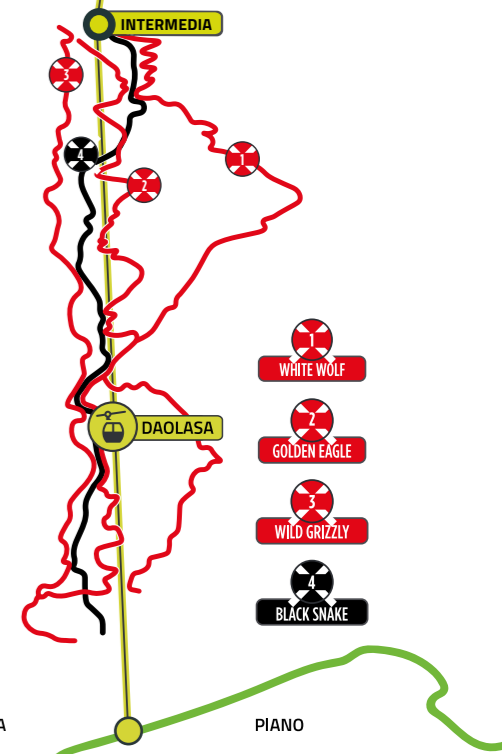 INTERMEDIA
3
4
1
2
1
WHITE WOLF
2
GOLDEN EAGLE
DAOLASA
3
WILD GRIZZLY
4
BLACK SNAKE
A
PIANO